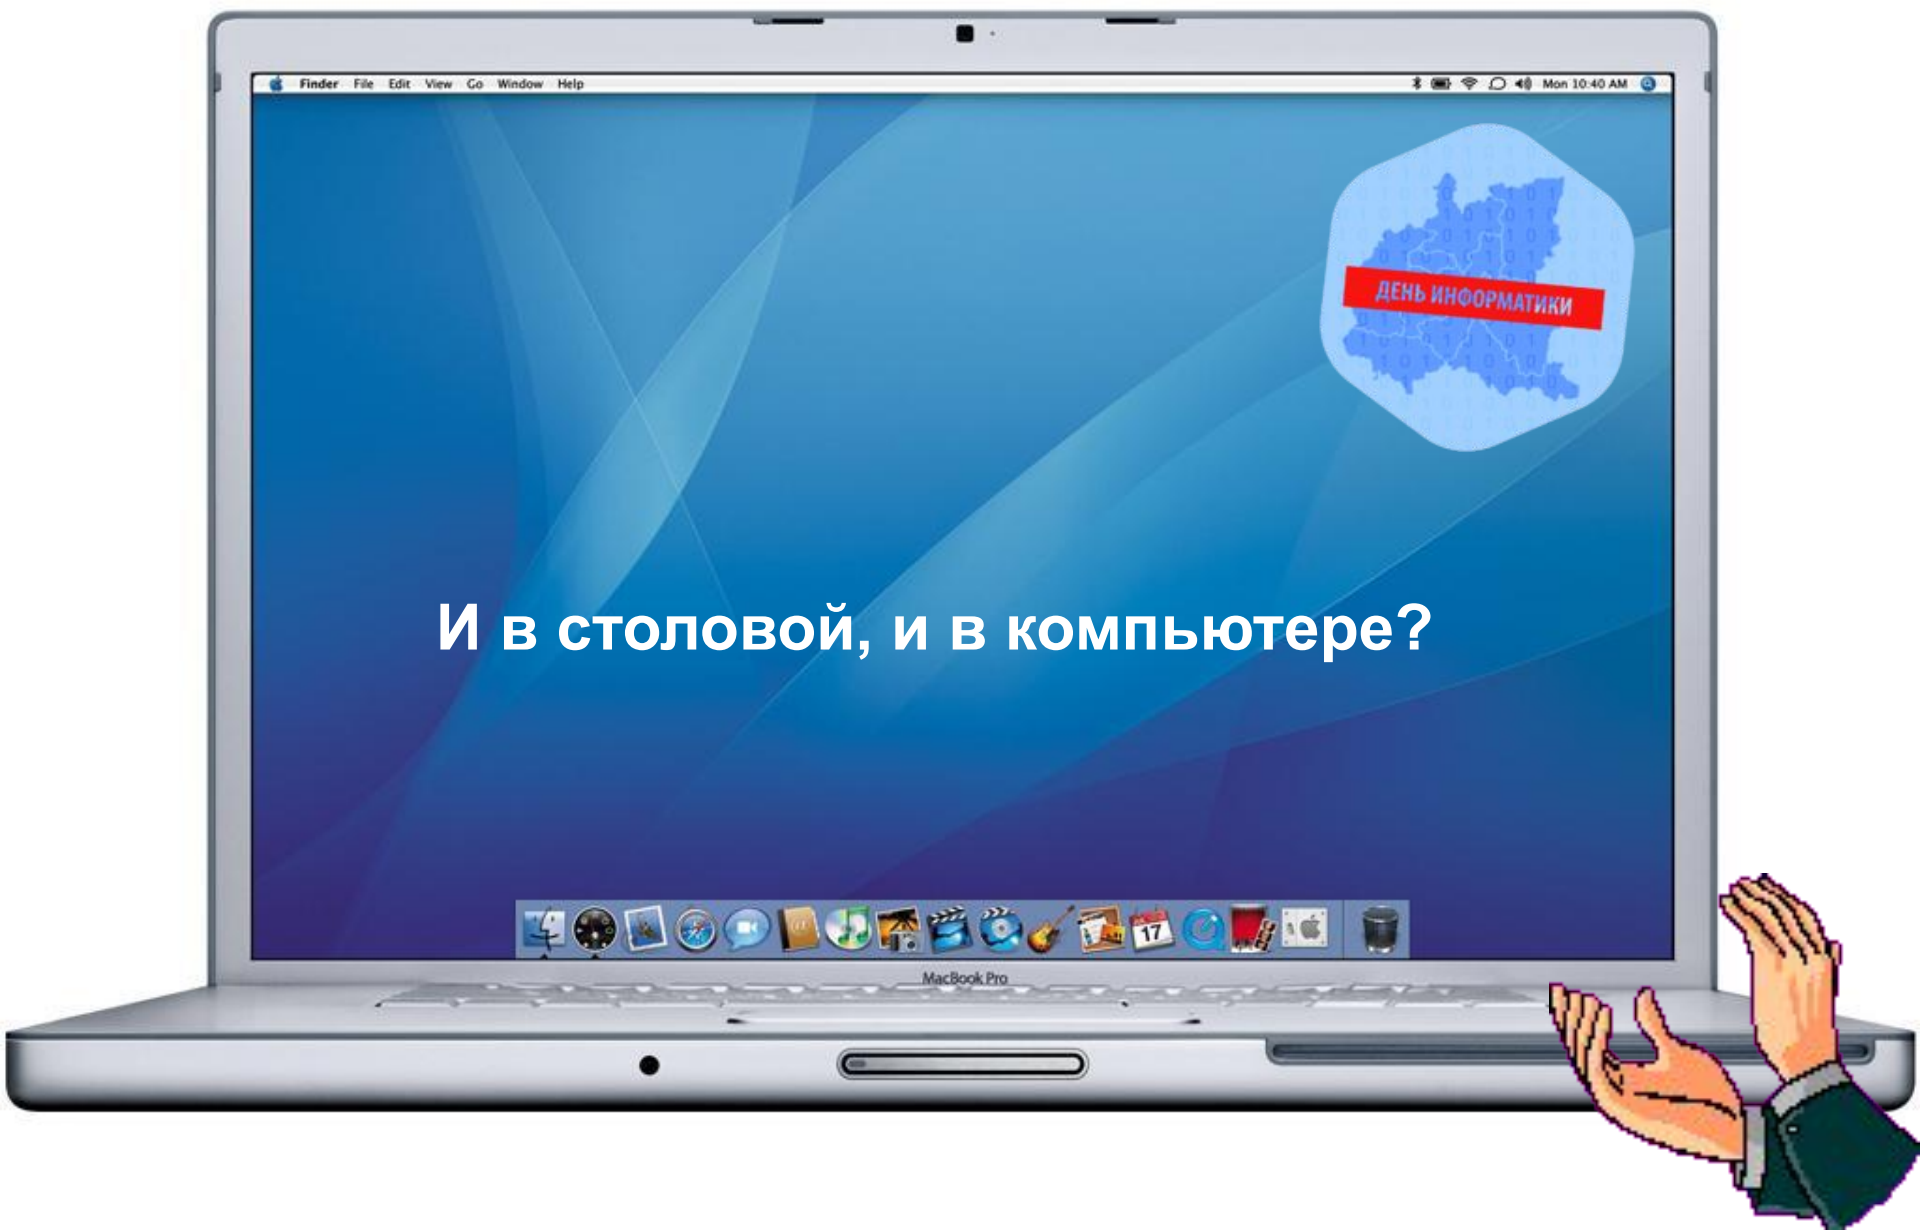 Finder File Edit View Go Window Help Mon 10:40 AM
ДЕНЬ ИНФОРМАТИКИ
И в столовой, и в компьютере?
17
MacBook Pro